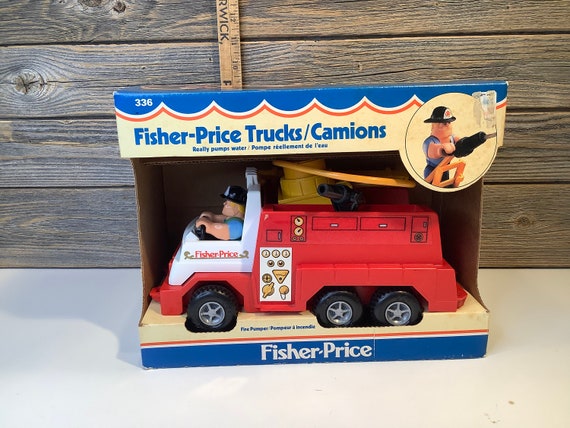 WICK
336
Fisher-Price Trucks/Camions
Really pumps water/Pompe réellement de l'eau
Fisher-Price
Fire Pumper/Pompeur à incendie
Fisher-Price